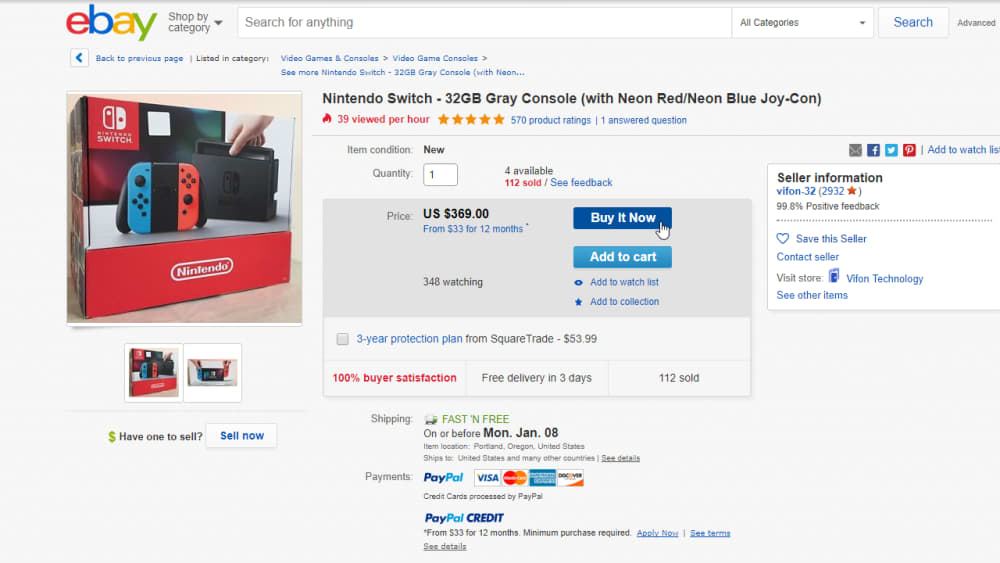 ebay
Shop by category
Search for anything
All Categories
Search
Advanced
Back to previous page | Listed in category:
Video Games & Consoles > Video Game Consoles >
See more Nintendo Switch - 32GB Gray Console (with Neon...
NINTENDO
SWITCH
Nintendo
Nintendo Switch - 32GB Gray Console (with Neon Red/Neon Blue Joy-Con)
39 viewed per hour
570 product ratings | 1 answered question
Item condition: New
Quantity: 1
4 available
112 sold / See feedback
Price: US $369.00
From $33 for 12 months *
Buy It Now
Add to cart
348 watching
Add to watch list
Add to collection
3-year protection plan from SquareTrade - $53.99
100% buyer satisfaction
Free delivery in 3 days
112 sold
$ Have one to sell? Sell now
Shipping: FAST 'N FREE
On or before Mon. Jan. 08
Item location: Portland, Oregon, United States
Ships to: United States and many other countries | See details
Payments: PayPal VISA MasterCard DISCOVER
Credit Cards processed by PayPal
PayPal CREDIT
*From $33 for 12 months. Minimum purchase required. Apply Now | See terms
See details
| Add to watch list
Seller information
vifon-32 (2932 )
99.8% Positive feedback
Save this Seller
Contact seller
Visit store: Vifon Technology
See other items